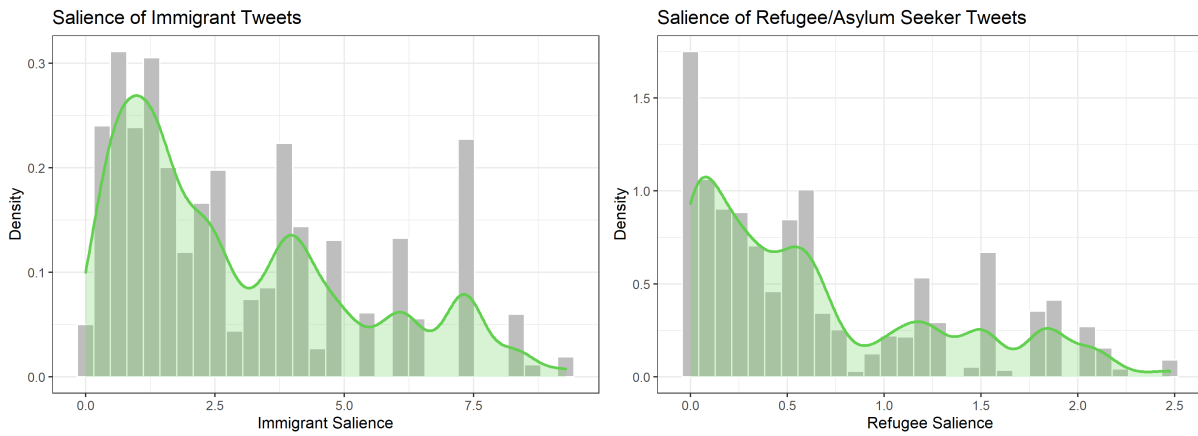 Salience of Immigrant Tweets
0.3
0.2
0.1
0.0
Density
0.0 2.5 5.0 7.5
Immigrant Salience
Salience of Refugee/Asylum Seeker Tweets
1.5
1.0
0.5
0.0
Density
0.0 0.5 1.0 1.5 2.0 2.5
Refugee Salience